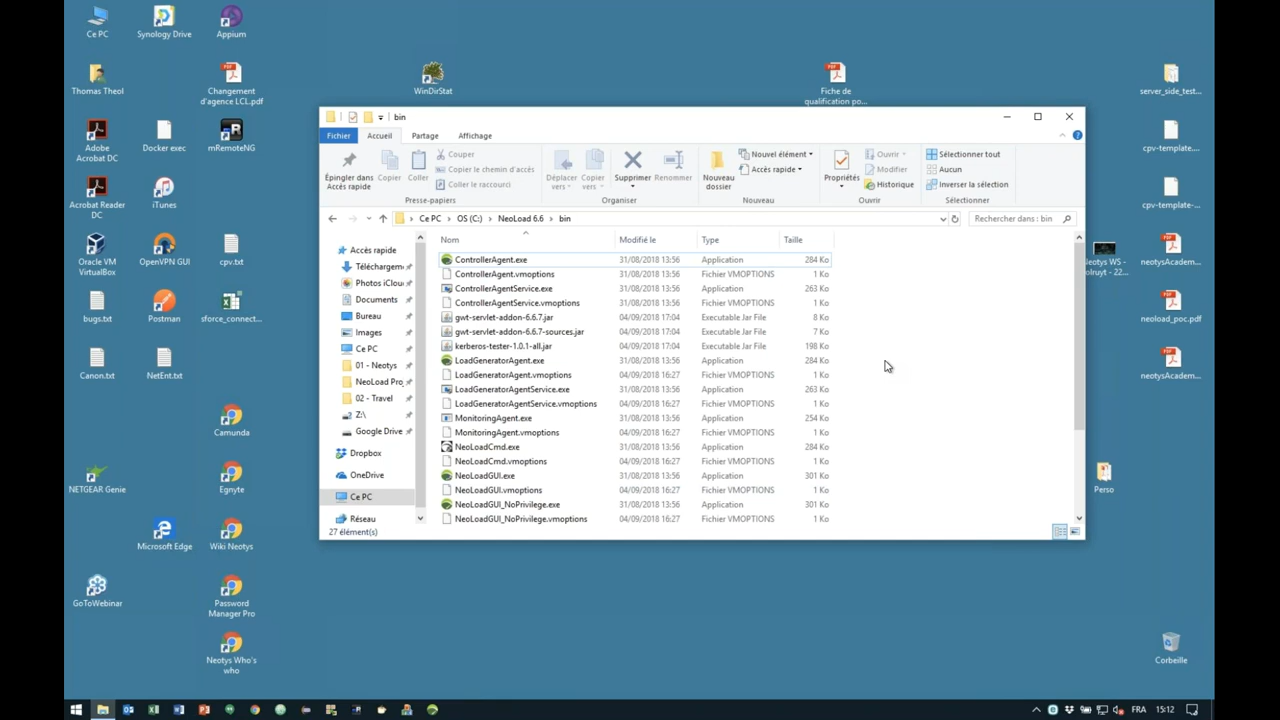 Ce PC
Synology Drive
Appium
Thomas Theol
Changement
d'agence LCL.pdf
WinDirStat
Fiche de
qualification po...
server_side_test...
Adobe
Acrobat DC
Docker exec
mRemoteNG
cpv-template....
Acrobat Reader
DC
iTunes
cpv-template-...
Oracle VM
VirtualBox
OpenVPN GUI
cpv.txt
neotysAcadem...
bugs.txt
Postman
sforce_connect...
neoload_poc.pdf
Canon.txt
NetEnt.txt
neotysAcadem...
Camunda
NETGEAR Genie
Egnyte
Perso
Microsoft Edge
Wiki Neotys
GoToWebinar
Password
Manager Pro
Neotys Who's
who
Corbeille
bin
Fichier
Accueil
Partage
Affichage
Épingler dans
Accès rapide
Copier
Coller
Couper
Copier le chemin d'accès
Coller le raccourci
Presse-papiers
Déplacer
vers
Copier
vers
Supprimer
Renommer
Organiser
Nouveau
dossier
Nouvel élément
Accès rapide
Nouveau
Propriétés
Ouvrir
Modifier
Historique
Ouvrir
Sélectionner tout
Aucun
Inverser la sélection
Sélectionner
Ce PC > OS (C:) > NeoLoad 6.6 > bin
Rechercher dans : bin
Accès rapide
Téléchargem
Photos iClou
Documents
Bureau
Images
Ce PC
01 - Neotys
NeoLoad Pro
02 - Travel
Z:\
Google Drive
Dropbox
OneDrive
Ce PC
Réseau
Nom Modifié le Type Taille
ControllerAgent.exe 31/08/2018 13:56 Application 284 Ko
ControllerAgent.vmoptions 31/08/2018 13:56 Fichier VMOPTIONS 1 Ko
ControllerAgentService.exe 31/08/2018 13:56 Application 263 Ko
ControllerAgentService.vmoptions 31/08/2018 13:56 Fichier VMOPTIONS 1 Ko
gwt-servlet-addon-6.6.7.jar 04/09/2018 17:04 Executable Jar File 8 Ko
gwt-servlet-addon-6.6.7-sources.jar 04/09/2018 17:04 Executable Jar File 7 Ko
kerberos-tester-1.0.1-all.jar 04/09/2018 17:04 Executable Jar File 198 Ko
LoadGeneratorAgent.exe 31/08/2018 13:56 Application 284 Ko
LoadGeneratorAgent.vmoptions 04/09/2018 16:27 Fichier VMOPTIONS 1 Ko
LoadGeneratorAgentService.exe 31/08/2018 13:56 Application 263 Ko
LoadGeneratorAgentService.vmoptions 04/09/2018 16:27 Fichier VMOPTIONS 1 Ko
MonitoringAgent.exe 31/08/2018 13:56 Application 254 Ko
MonitoringAgent.vmoptions 04/09/2018 16:27 Fichier VMOPTIONS 1 Ko
NeoLoadCmd.exe 31/08/2018 13:56 Application 284 Ko
NeoLoadCmd.vmoptions 04/09/2018 16:27 Fichier VMOPTIONS 1 Ko
NeoLoadGUI.exe 31/08/2018 13:56 Application 301 Ko
NeoLoadGUI.vmoptions 04/09/2018 16:27 Fichier VMOPTIONS 1 Ko
NeoLoadGUI_NoPrivilege.exe 31/08/2018 13:56 Application 301 Ko
NeoLoadGUI_NoPrivilege.vmoptions 04/09/2018 16:27 Fichier VMOPTIONS 1 Ko
27 élément(s)
FRA 15:12